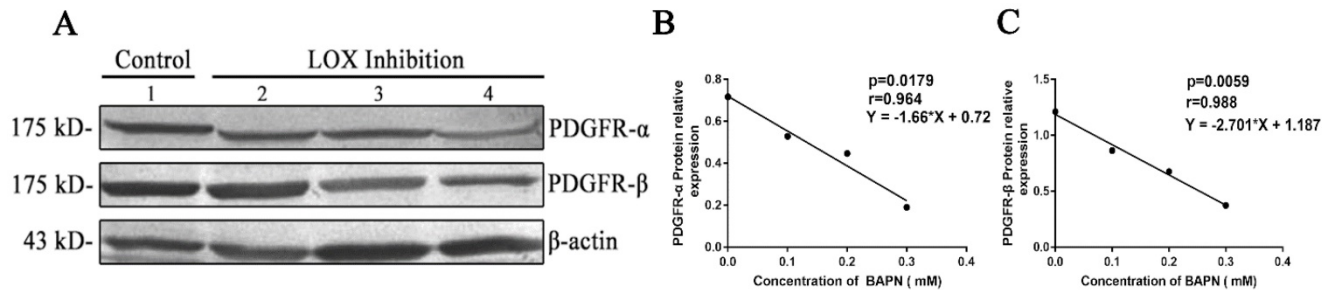 A
Control
LOX Inhibition
1
2
3
4
175 kD-
PDGFR-α
175 kD-
PDGFR-β
43 kD-
β-actin
B
PDGFR-α Protein relative
expression
0.8
0.6
0.4
0.2
0.0
0.0
0.1
0.2
0.3
0.4
Concentration of BAPN ( mM)
p=0.0179
r=0.964
Y = -1.66*X + 0.72
C
PDGFR-β Protein relative
expression
1.5
1.0
0.5
0.0
0.0
0.1
0.2
0.3
0.4
Concentration of BAPN ( mM)
p=0.0059
r=0.988
Y = -2.701*X + 1.187